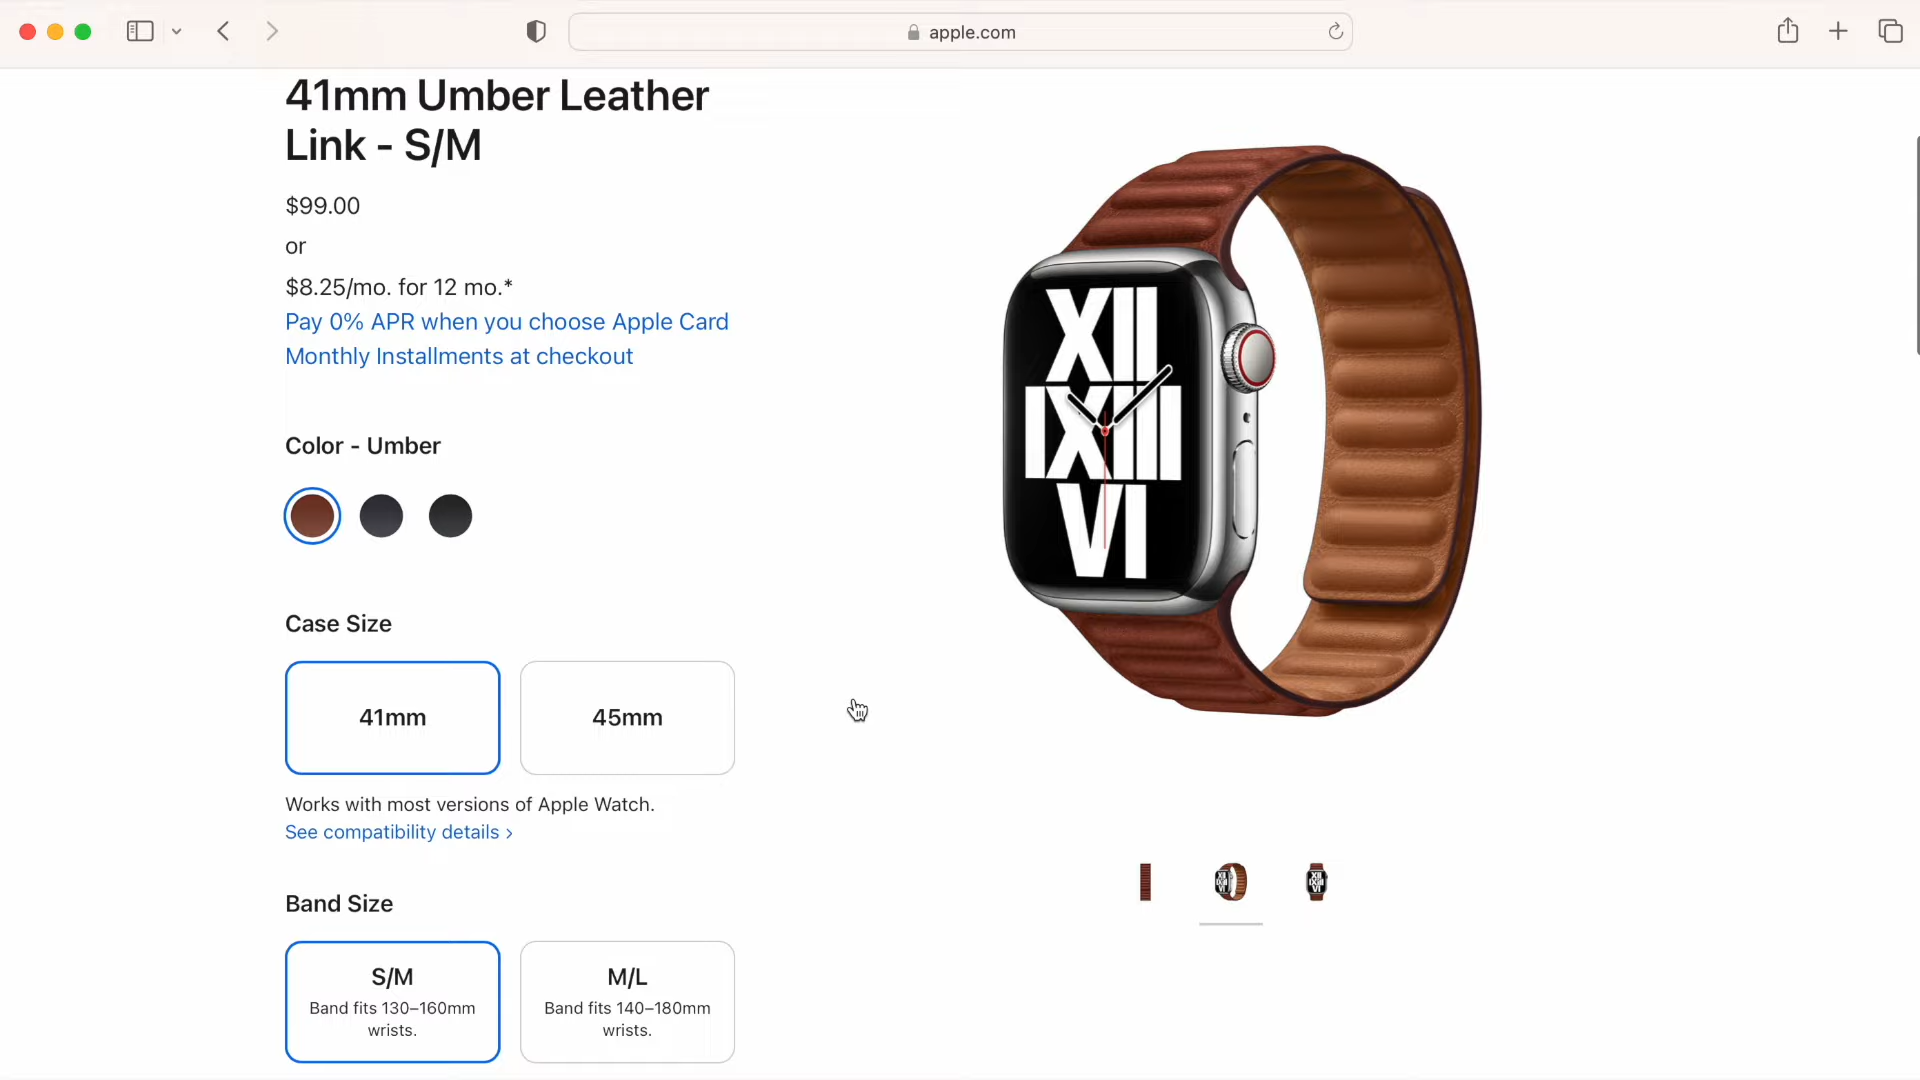 apple.com
41mm Umber Leather
Link - S/M
$99.00
or
$8.25/mo. for 12 mo.*
Pay 0% APR when you choose Apple Card
Monthly Installments at checkout
Color - Umber
Case Size
41mm
45mm
Works with most versions of Apple Watch.
See compatibility details ›
Band Size
S/M
Band fits 130–160mm
wrists.
M/L
Band fits 140–180mm
wrists.
XII
IX III
VI